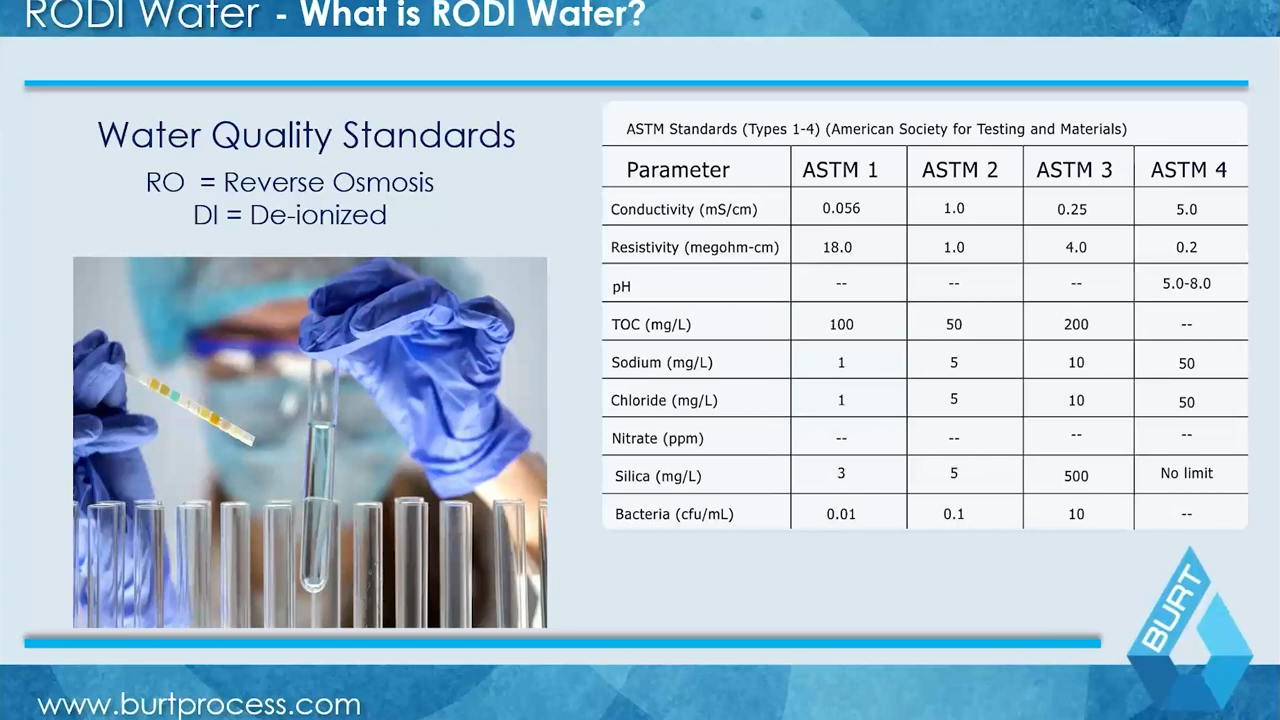 RODI Water - What is RODI Water?
Water Quality Standards
RO = Reverse Osmosis
DI = De-ionized
ASTM Standards (Types 1-4) (American Society for Testing and Materials)
Parameter ASTM 1 ASTM 2 ASTM 3 ASTM 4
Conductivity (mS/cm) 0.056 1.0 0.25 5.0
Resistivity (megohm-cm) 18.0 1.0 4.0 0.2
pH -- -- -- 5.0-8.0
TOC (mg/L) 100 50 200 --
Sodium (mg/L) 1 5 10 50
Chloride (mg/L) 1 5 10 50
Nitrate (ppm) -- -- -- --
Silica (mg/L) 3 5 500 No limit
Bacteria (cfu/mL) 0.01 0.1 10 --
BURT
www.burtprocess.com